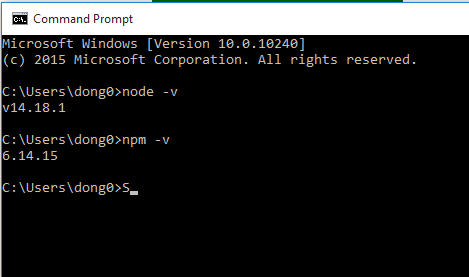 Command Prompt
Microsoft Windows [Version 10.0.10240]
(c) 2015 Microsoft Corporation. All rights reserved.
C:\Users\dong0>node -v
v14.18.1
C:\Users\dong0>npm -v
6.14.15
C:\Users\dong0>S